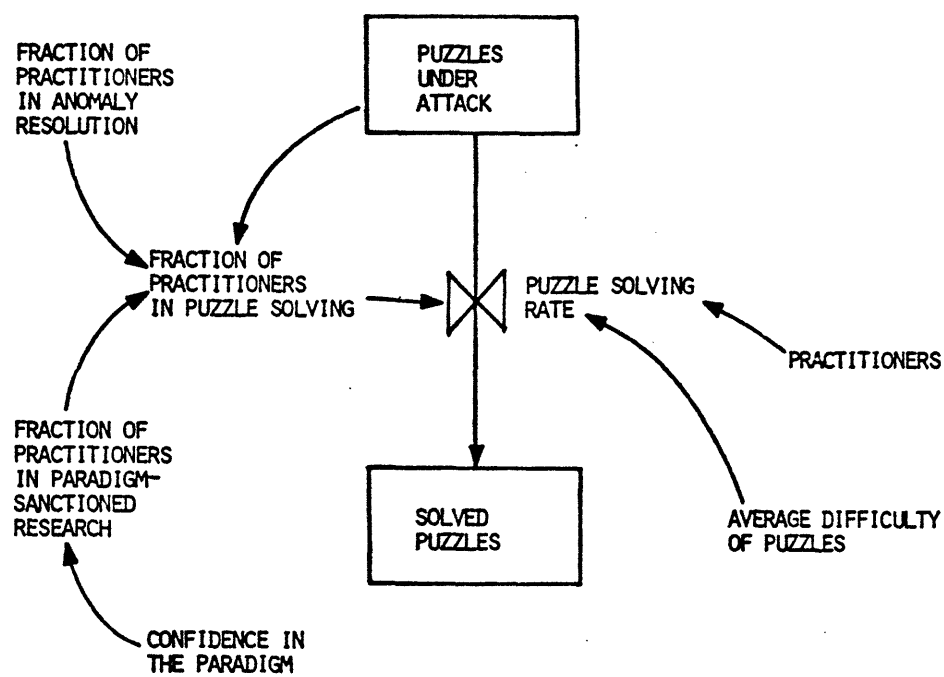 FRACTION OF
PRACTITIONERS
IN ANOMALY
RESOLUTION
PUZZLES
UNDER
ATTACK
FRACTION OF
PRACTITIONERS
IN PUZZLE SOLVING
PUZZLE SOLVING
RATE
PRACTITIONERS
FRACTION OF
PRACTITIONERS
IN PARADIGM-
SANCTIONED
RESEARCH
SOLVED
PUZZLES
AVERAGE DIFFICULTY
OF PUZZLES
CONFIDENCE IN
THE PARADIGM